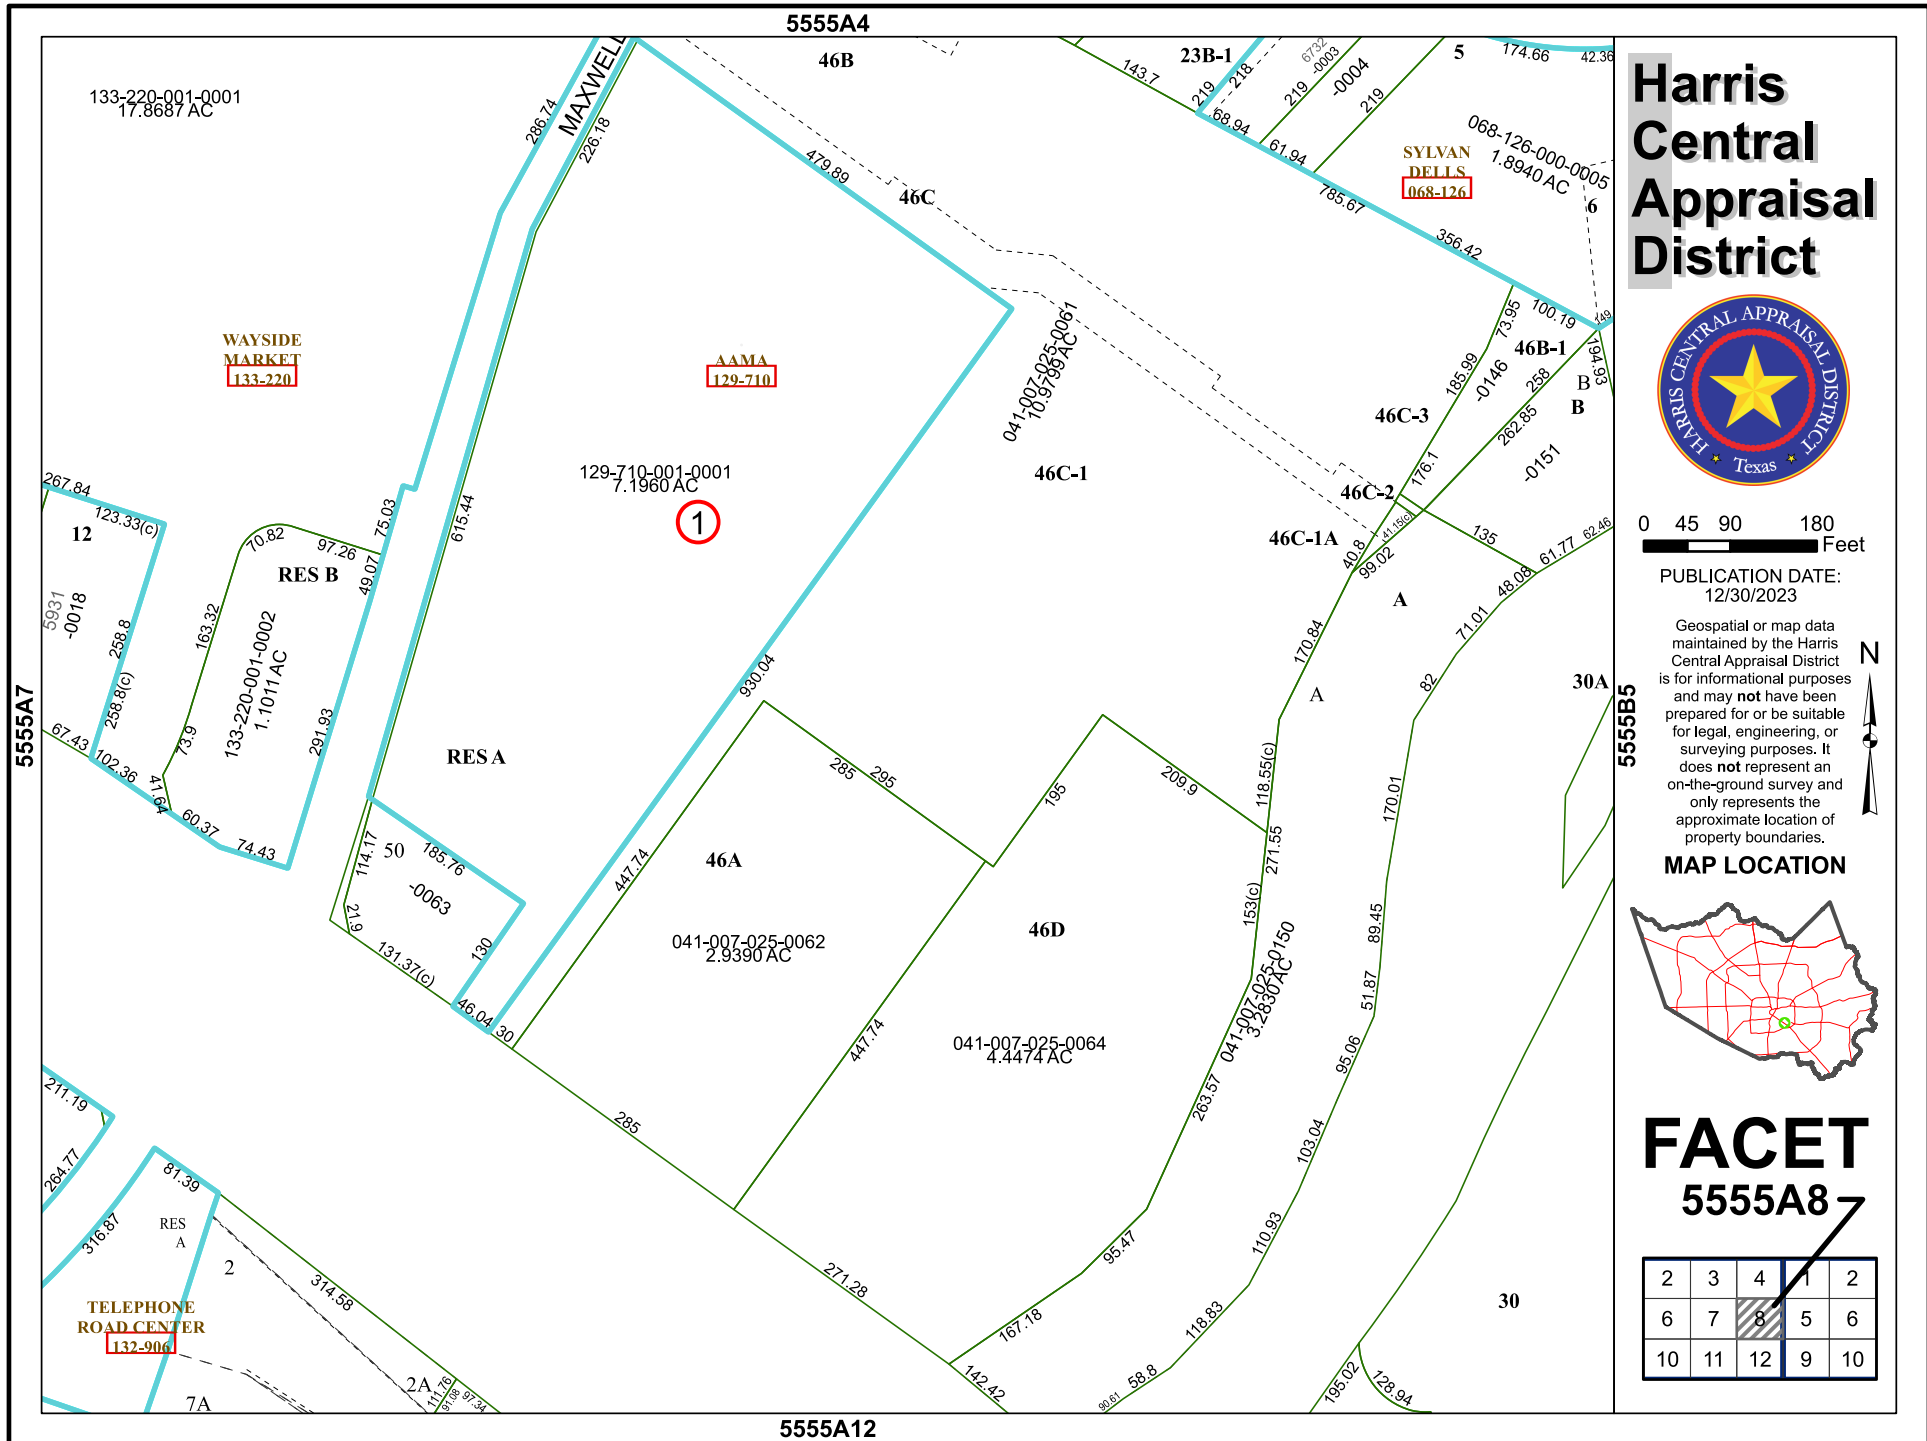 5555A4
133-220-001-0001
17.8687 AC
286.74
MAXWELL
226.18
46B
479.89
46C
143.7
23B-1
219
218
6732
-0003
219
-0004
219
5
174.66
42.36
68.94
61.94
785.67
SYLVAN
DELLS
068-126
068-126-000-0005
1.8940 AC
6
356.42
100.19
149
194.93
73.95
46B-1
185.99
-0146
258
262.85
B
B
-0151
46C-3
176.1
46C-2
41.15(c)
46C-1A
40.8
99.02
135
61.77
62.46
48.08
71.01
A
WAYSIDE
MARKET
133-220
AAMA
129-710
041-007-025-0061
10.9799 AC
46C-1
129-710-001-0001
7.1960 AC
1
267.84
123.33(c)
12
75.03
615.44
70.82
97.26
49.07
RES B
5931
-0018
258.8
258.8(c)
163.32
133-220-001-0002
1.1011 AC
73.9
291.93
67.43
102.36
41.64
60.37
74.43
RES A
930.04
170.84
A
82
30A
5555A7
5555B5
114.17
50
185.76
-0063
21.9
131.37(c)
130
46.04
30
447.74
46A
285
295
195
209.9
118.55(c)
271.55
170.01
041-007-025-0062
2.9390 AC
46D
153(c)
89.45
041-007-025-0150
3.2830 AC
51.87
447.74
041-007-025-0064
4.4474 AC
95.06
263.57
103.04
211.19
264.77
81.39
285
316.87
RES
A
2
110.93
95.47
314.58
271.28
118.83
30
TELEPHONE
ROAD CENTER
132-906
167.18
142.42
58.8
90.61
195.02
128.94
2A
111.76
91.08
97.34
7A
5555A12
Harris
Central
Appraisal
District
HARRIS CENTRAL APPRAISAL DISTRICT
Texas
0 45 90 180
Feet
PUBLICATION DATE:
12/30/2023
Geospatial or map data
maintained by the Harris
Central Appraisal District
is for informational purposes
and may not have been
prepared for or be suitable
for legal, engineering, or
surveying purposes. It
does not represent an
on-the-ground survey and
only represents the
approximate location of
property boundaries.
N
MAP LOCATION
FACET
5555A8
2 3 4 1 2
6 7 8 5 6
10 11 12 9 10